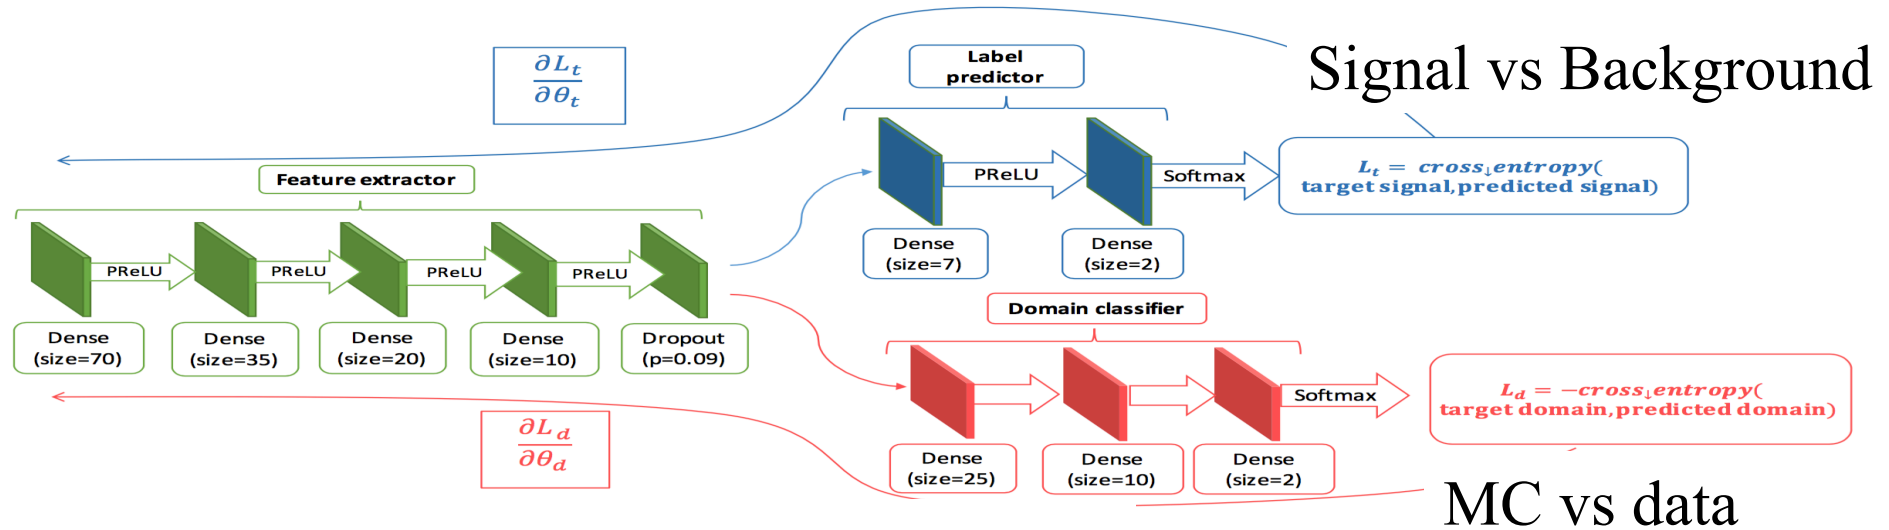 ∂L_t
∂θ_t
Label
predictor
Signal vs Background
L_t = cross↓entropy(
target signal,predicted signal)
PReLU
Softmax
Dense
(size=7)
Dense
(size=2)
Feature extractor
PReLU
PReLU
PReLU
PReLU
Dense
(size=70)
Dense
(size=35)
Dense
(size=20)
Dense
(size=10)
Dropout
(p=0.09)
Domain classifier
Softmax
L_d = −cross↓entropy(
target domain,predicted domain)
∂L_d
∂θ_d
Dense
(size=25)
Dense
(size=10)
Dense
(size=2)
MC vs data